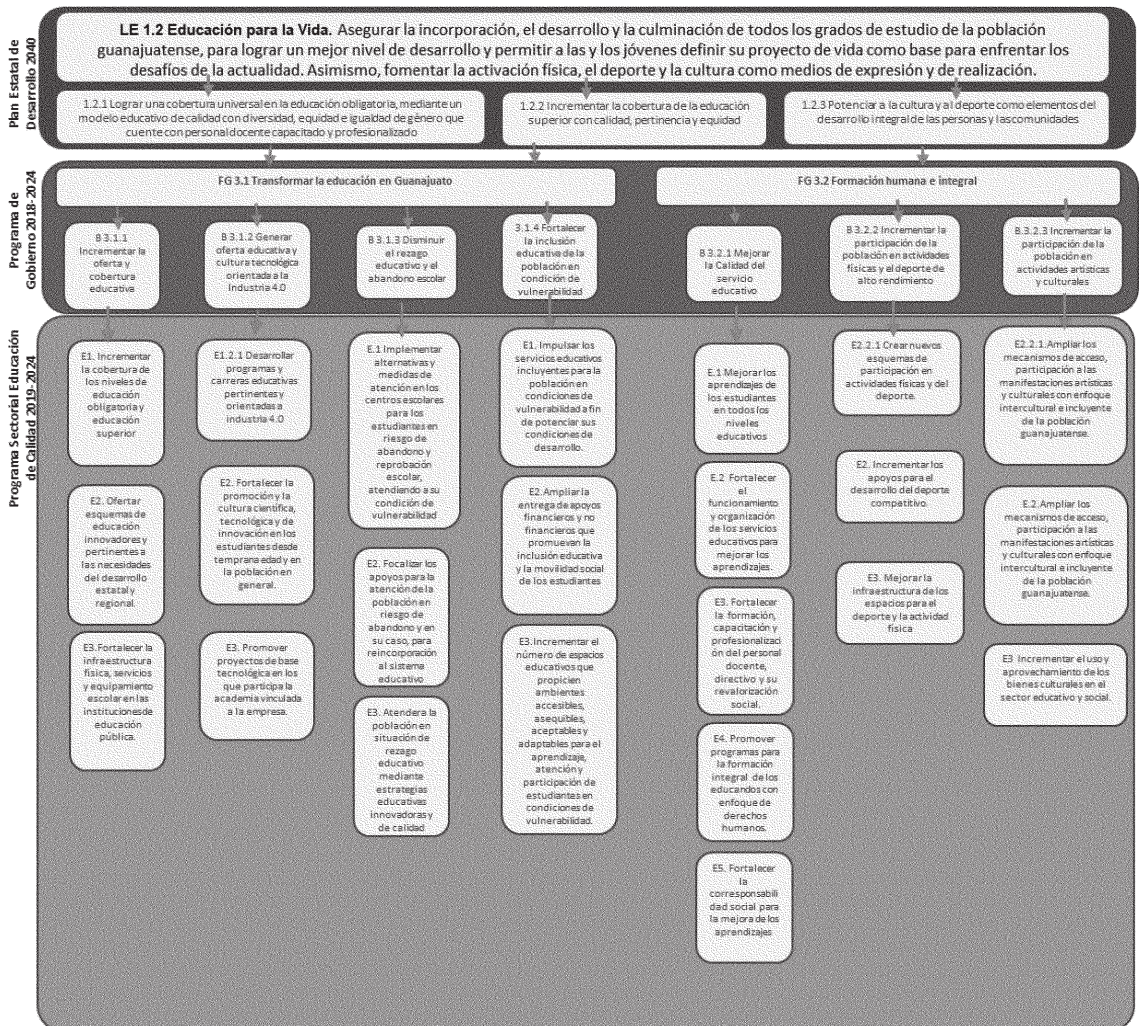 Plan Estatal de
Desarrollo 2040
LE 1.2 Educación para la Vida. Asegurar la incorporación, el desarrollo y la culminación de todos los grados de estudio de la población
guanajuatense, para lograr un mejor nivel de desarrollo y permitir a las y los jóvenes definir su proyecto de vida como base para enfrentar los
desafíos de la actualidad. Asimismo, fomentar la activación física, el deporte y la cultura como medios de expresión y de realización.
1.2.1 Lograr una cobertura universal en la educación obligatoria, mediante un
modelo educativo de calidad con diversidad, equidad e igualdad de género que
cuente con personal docente capacitado y profesionalizado
1.2.2 Incrementar la cobertura de la educación
superior con calidad, pertinencia y equidad
1.2.3 Potenciar a la cultura y al deporte como elementos del
desarrollo integral de las personas y las comunidades
Programa de
Gobierno 2018-2024
FG 3.1 Transformar la educación en Guanajuato
FG 3.2 Formación humana e integral
B 3.1.1
Incrementar la
oferta y
cobertura
educativa
B 3.1.2 Generar
oferta educativa y
cultura tecnológica
orientada a la
Industria 4.0
B 3.1.3 Disminuir
el rezago
educativo y el
abandono escolar
3.1.4 Fortalecer
la inclusión
educativa de la
población en
condición de
vulnerabilidad
B 3.2.1 Mejorar
la Calidad del
servicio
educativo
B 3.2.2 Incrementar la
participación de la
población en actividades
físicas y el deporte de
alto rendimiento
B.3.2.3 Incrementar la
participación de la
población en
actividades artísticas
y culturales
Programa Sectorial Educación
de Calidad 2019-2024
E1. Incrementar
la cobertura de
los niveles de
educación
obligatoria y
educación
superior
E2. Ofertar
esquemas de
educación
innovadores y
pertinentes a
las necesidades
del desarrollo
estatal y
regional.
E3.Fortalecer la
infraestructura
física, servicios
y equipamiento
escolar en las
instituciones de
educación
pública.
E1.2.1 Desarrollar
programas y
carreras educativas
pertinentes y
orientadas a
industria 4.0
E2. Fortalecer la
promoción y la
cultura científica,
tecnológica y de
innovación en los
estudiantes desde
temprana edad y en
la población en
general.
E3. Promover
proyectos de base
tecnológica en los
que participa la
academia vinculada
a la empresa.
E.1 Implementar
alternativas y
medidas de
atención en los
centros escolares
para los
estudiantes en
riesgo de
abandono y
reprobación
escolar,
atendiendo a su
condición de
vulnerabilidad
E2. Focalizar los
apoyos para la
atención de la
población en
riesgo de
abandono y en
su caso, para
reincorporación
al sistema
educativo
E3. Atender a la
población en
situación de
rezago
educativo
mediante
estrategias
educativas
innovadoras y
de calidad
E1. Impulsar los
servicios educativos
incluyentes para la
población en
condiciones de
vulnerabilidad a fin
de potenciar sus
condiciones de
desarrollo.
E2.Ampliar la
entrega de apoyos
financieros y no
financieros que
promuevan la
inclusión educativa
y la movilidad social
de los estudiantes
E3.Incrementar el
número de espacios
educativos que
propicien
ambientes
accesibles,
asequibles,
aceptables y
adaptables para el
aprendizaje,
atención y
participación de
estudiantes en
condiciones de
vulnerabilidad.
E.1 Mejorar los
aprendizajes de
los estudiantes
en todos los
niveles
educativos
E.2 Fortalecer
el
funcionamiento
y organización
de los servicios
educativos para
mejorar los
aprendizajes.
E3. Fortalecer
la formación,
capacitación y
profesionalizaci
ón del personal
docente,
directivo y su
revalorización
social.
E4. Promover
programas para
la formación
integral de los
educandos con
enfoque de
derechos
humanos.
E5. Fortalecer
la
corresponsabili
dad social para
la mejora de los
aprendizajes
E2.2.1 Crear nuevos
esquemas de
participación en
actividades físicas y del
deporte.
E2. Incrementar los
apoyos para el
desarrollo del deporte
competitivo.
E3. Mejorar la
infraestructura de los
espacios para el
deporte y la actividad
física
E2.2.1. Ampliar los
mecanismos de acceso,
participación a las
manifestaciones artísticas
y culturales con enfoque
intercultural e incluyente
de la población
guanajuatense.
E.2. Ampliar los
mecanismos de acceso,
participación a las
manifestaciones artísticas
y culturales con enfoque
intercultural e incluyente
de la población
guanajuatense.
E3 Incrementar el uso y
aprovechamiento de los
bienes culturales en el
sector educativo y social.